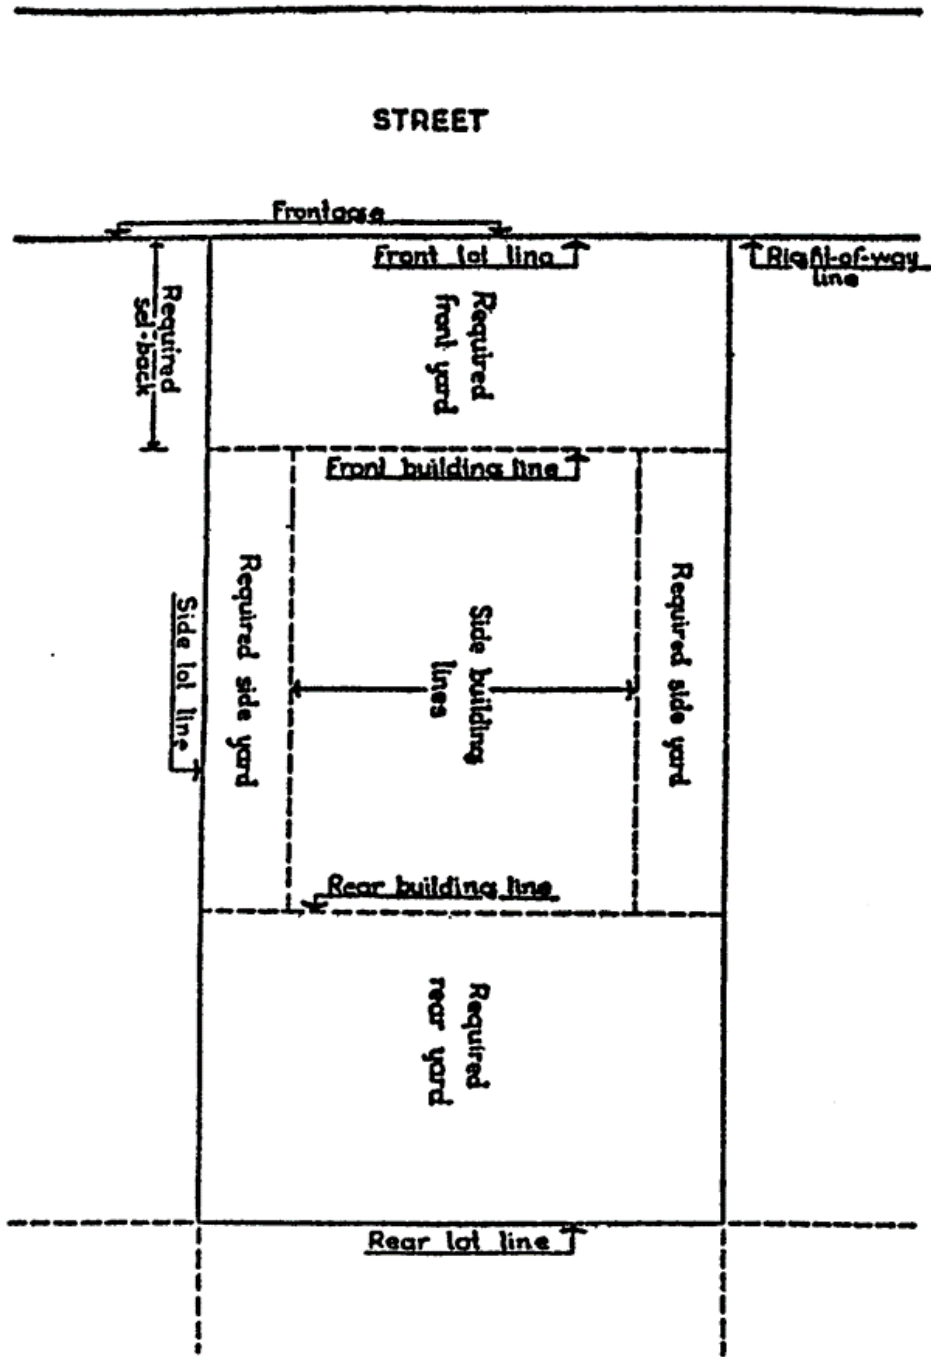 STREET
Frontage
Front lot line
Right-of-way
line
Required
set-back
Required
front yard
Front building line
Required side yard
Side building
lines
Required side yard
Side lot line
Rear building line
Required
rear yard
Rear lot line